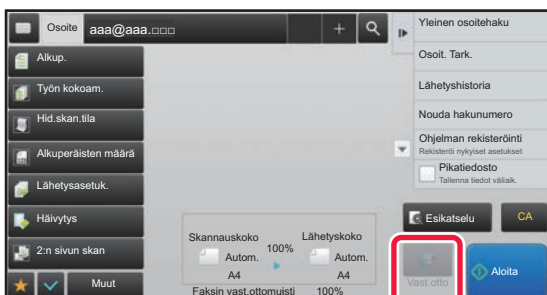 Osoite aaa@aaa.□□□
Alkup.
Työn kokoam.
Hid.skan.tila
Alkuperäisten määrä
Lähetysasetuk.
Häivytys
2:n sivun skan
Muut
Skannauskoko
100%
Lähetyskoko
Autom.
A4
Autom.
A4
Faksin vast.ottomuisti 100%
Yleinen osoitehaku
Osoit. Tark.
Lähetyshistoria
Nouda hakunumero
Ohjelman rekisteröinti
Rekisteröi nykyiset asetukset
Pikatiedosto
Tallenna tiedot väliaik.
Esikatselu
CA
Vast.otto
Aloita